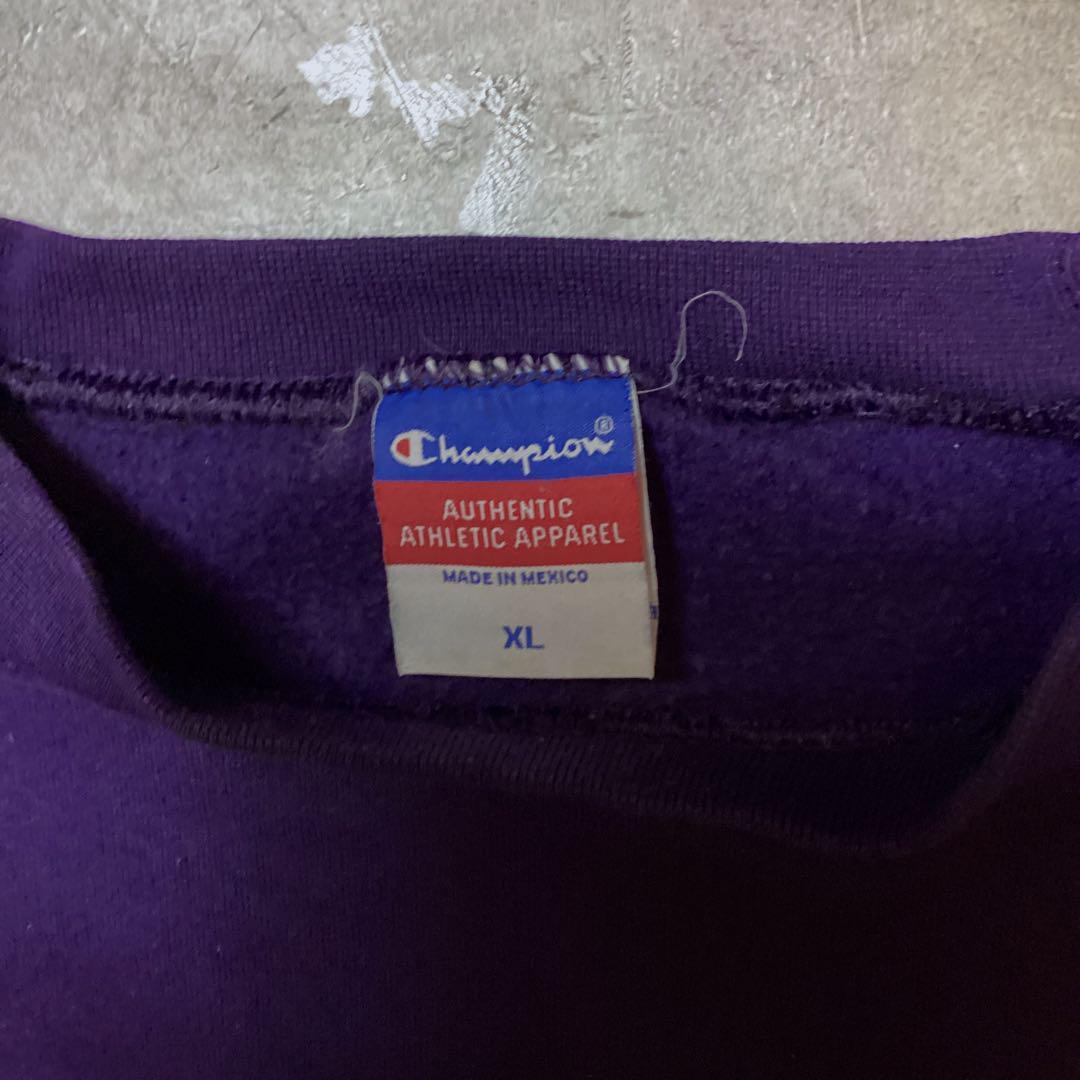 Champion®
AUTHENTIC
ATHLETIC APPAREL
MADE IN MEXICO
XL